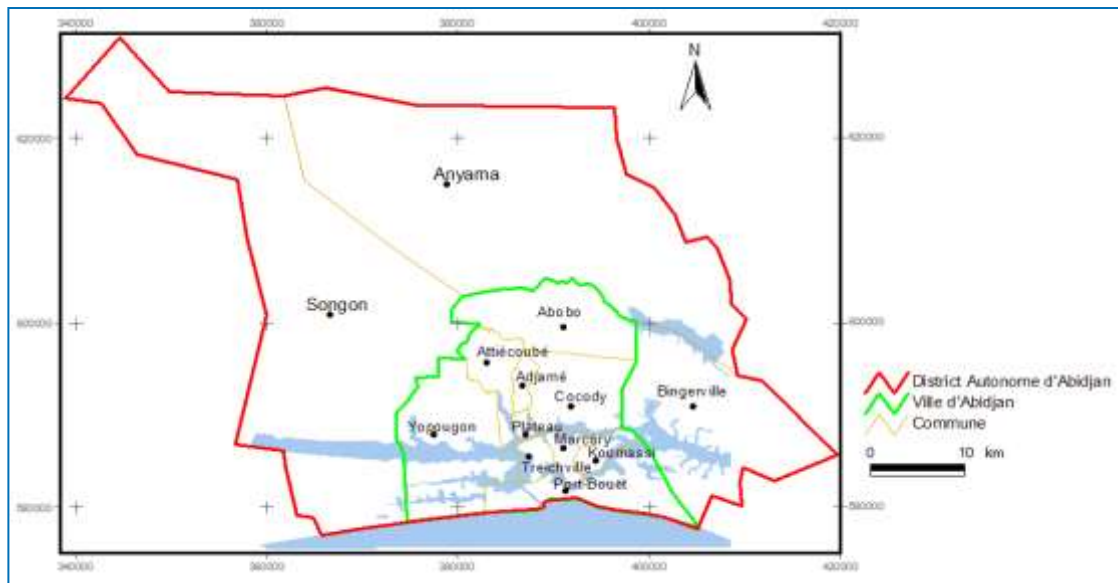 340000 360000 380000 400000 420000
N
620000 620000
Anyama
Songon
600000 600000
Abobo
Attiécoubé
Adjamé
Cocody
Bingerville
Yopougon
Plateau
Marcory
Koumassi
Treichville
Port-Bouët
580000 580000
340000 360000 380000 400000 420000
District Autonome d'Abidjan
Ville d'Abidjan
Commune
0 10 km